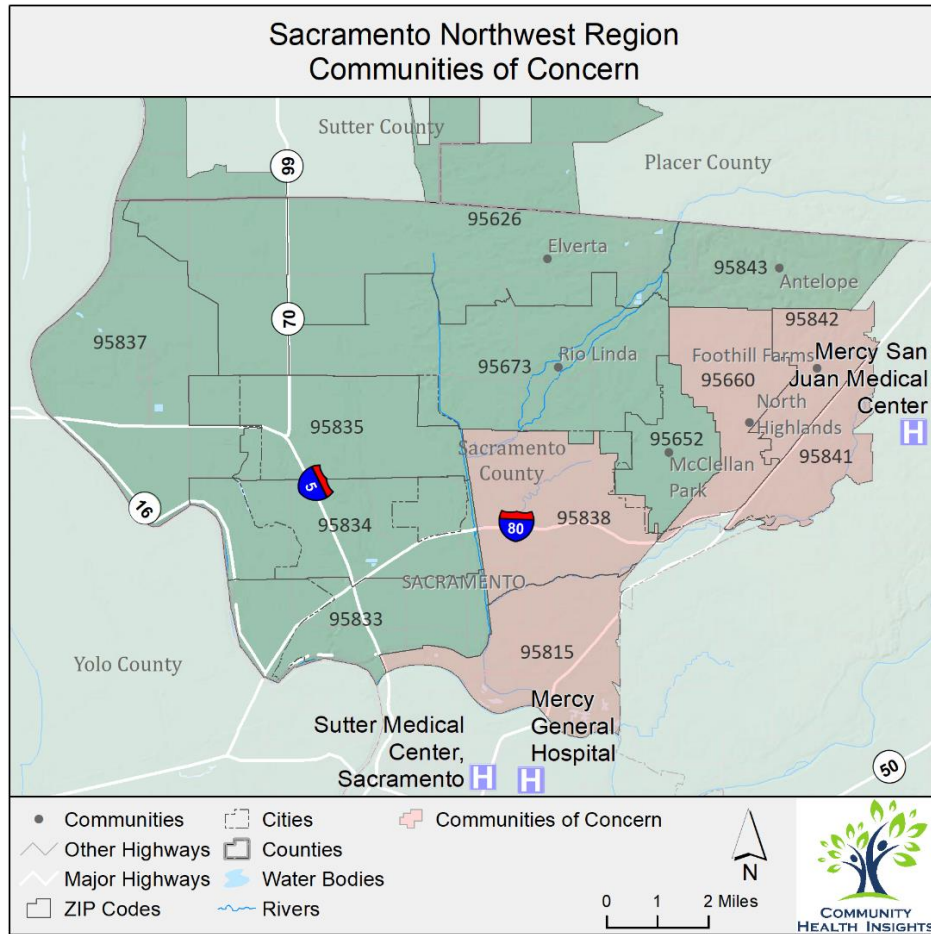 Sacramento Northwest Region
Communities of Concern
Sutter County
Placer County
99
95626
Elverta
95843
Antelope
70
95842
95837
Foothill Farms
Mercy San
Juan Medical
Center
H
95673
Rio Linda
95660
North
Highlands
95835
Sacramento
County
95652
McClellan
Park
95841
5
16
95834
80
95838
SACRAMENTO
95833
95815
Yolo County
Sutter Medical
Center,
Sacramento
H
Mercy
General
Hospital
H
50
Communities
Cities
Communities of Concern
Other Highways
Counties
Major Highways
Water Bodies
ZIP Codes
Rivers
N
0 1 2 Miles
COMMUNITY
HEALTH INSIGHTS